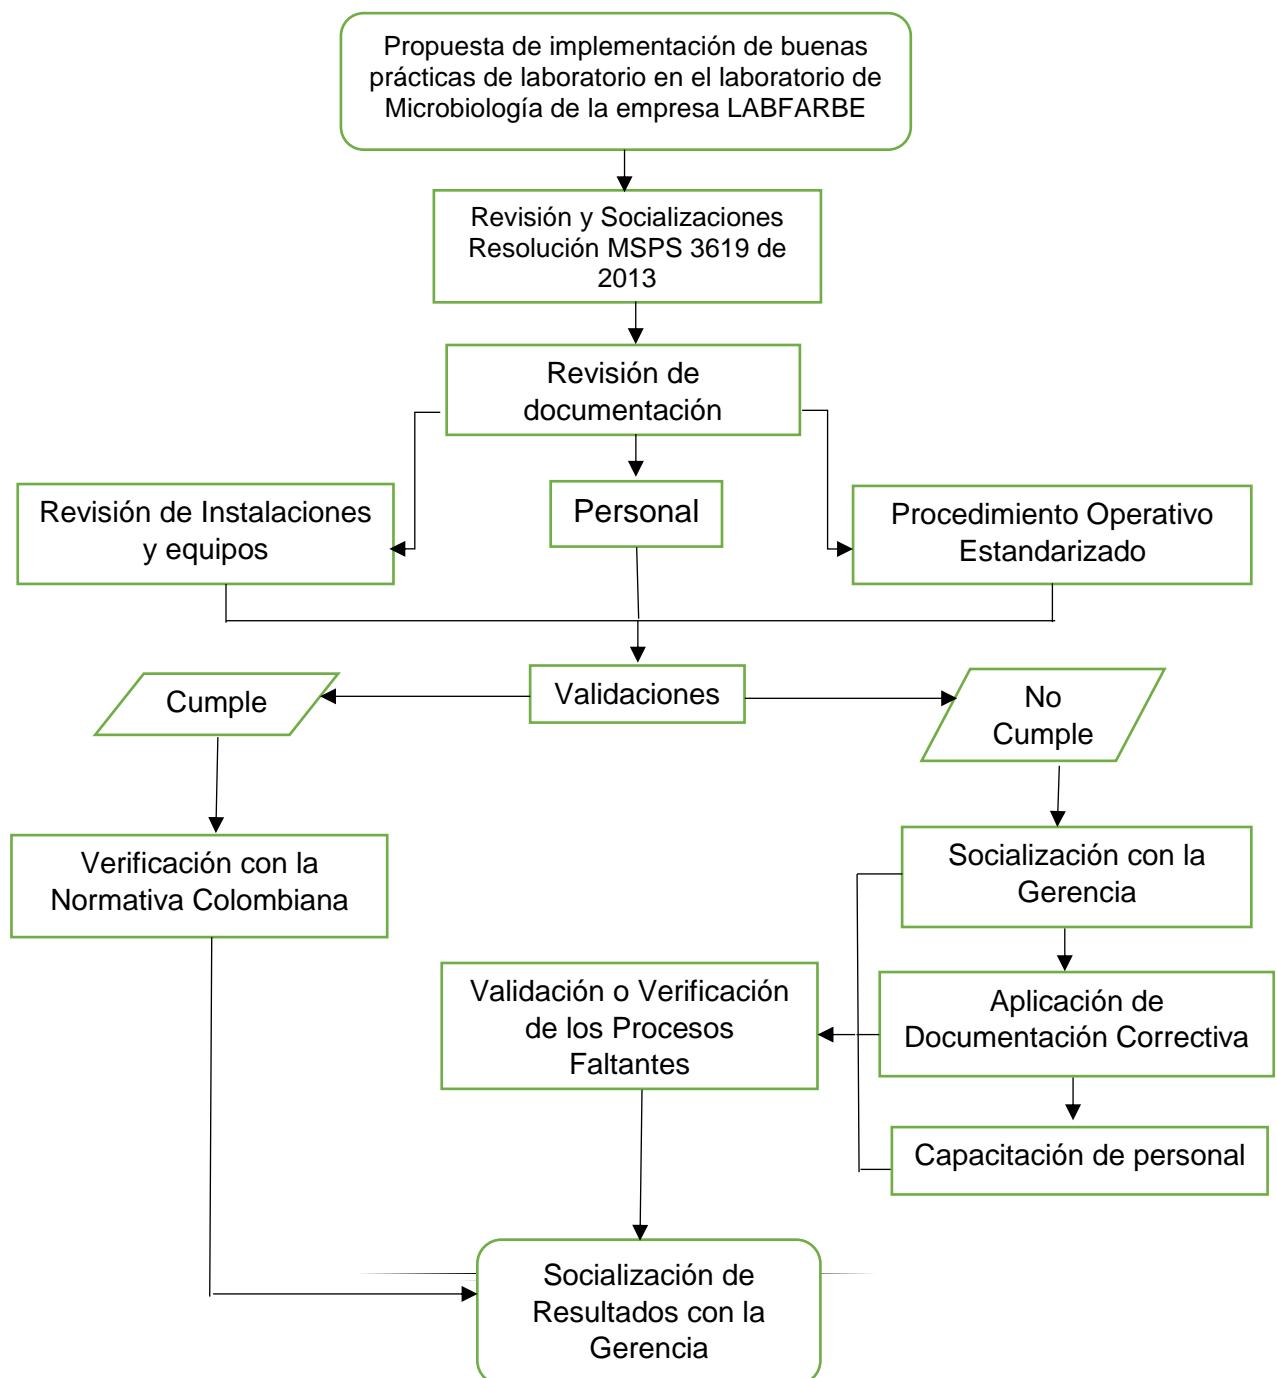 Propuesta de implementación de buenas
prácticas de laboratorio en el laboratorio de
Microbiología de la empresa LABFARBE
Revisión y Socializaciones
Resolución MSPS 3619 de
2013
Revisión de
documentación
Revisión de Instalaciones
y equipos
Personal
Procedimiento Operativo
Estandarizado
Cumple
Validaciones
No
Cumple
Verificación con la
Normativa Colombiana
Socialización con la
Gerencia
Validación o Verificación
de los Procesos
Faltantes
Aplicación de
Documentación Correctiva
Capacitación de personal
Socialización de
Resultados con la
Gerencia